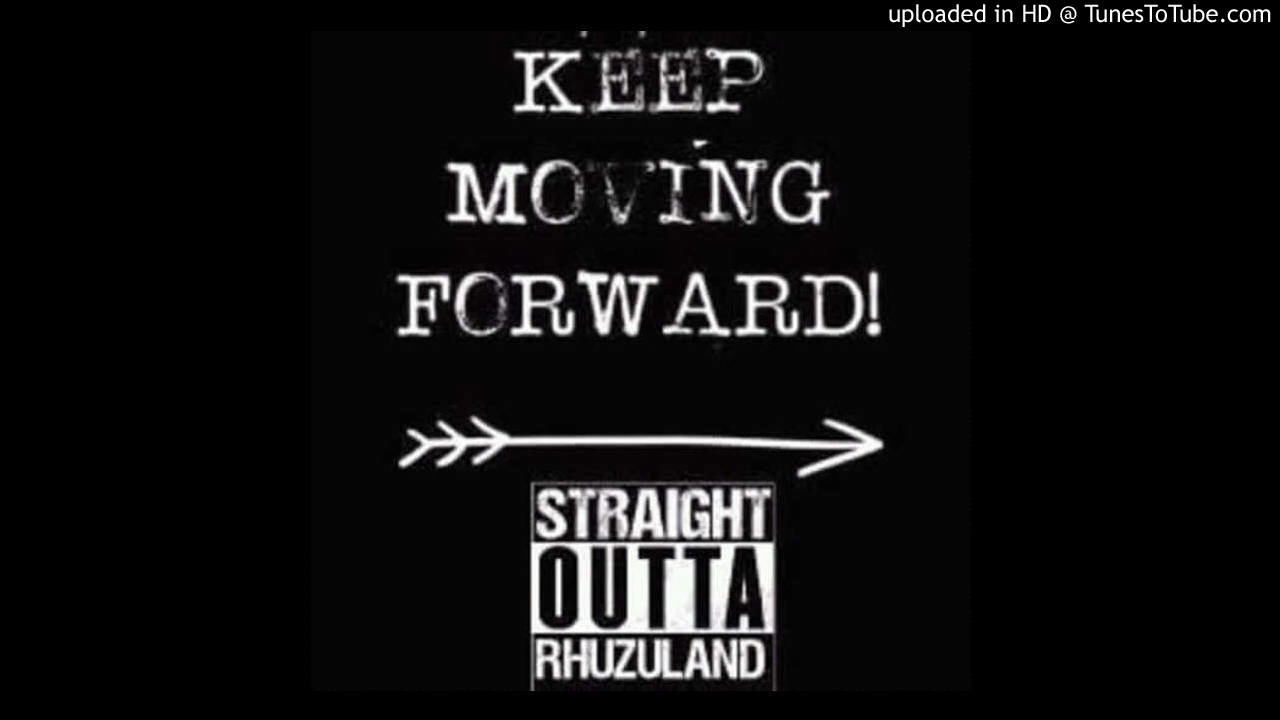 uploaded in HD @ TunesToTube.com
KEEP
MOVING
FORWARD!
STRAIGHT
OUTTA
RHUZULAND